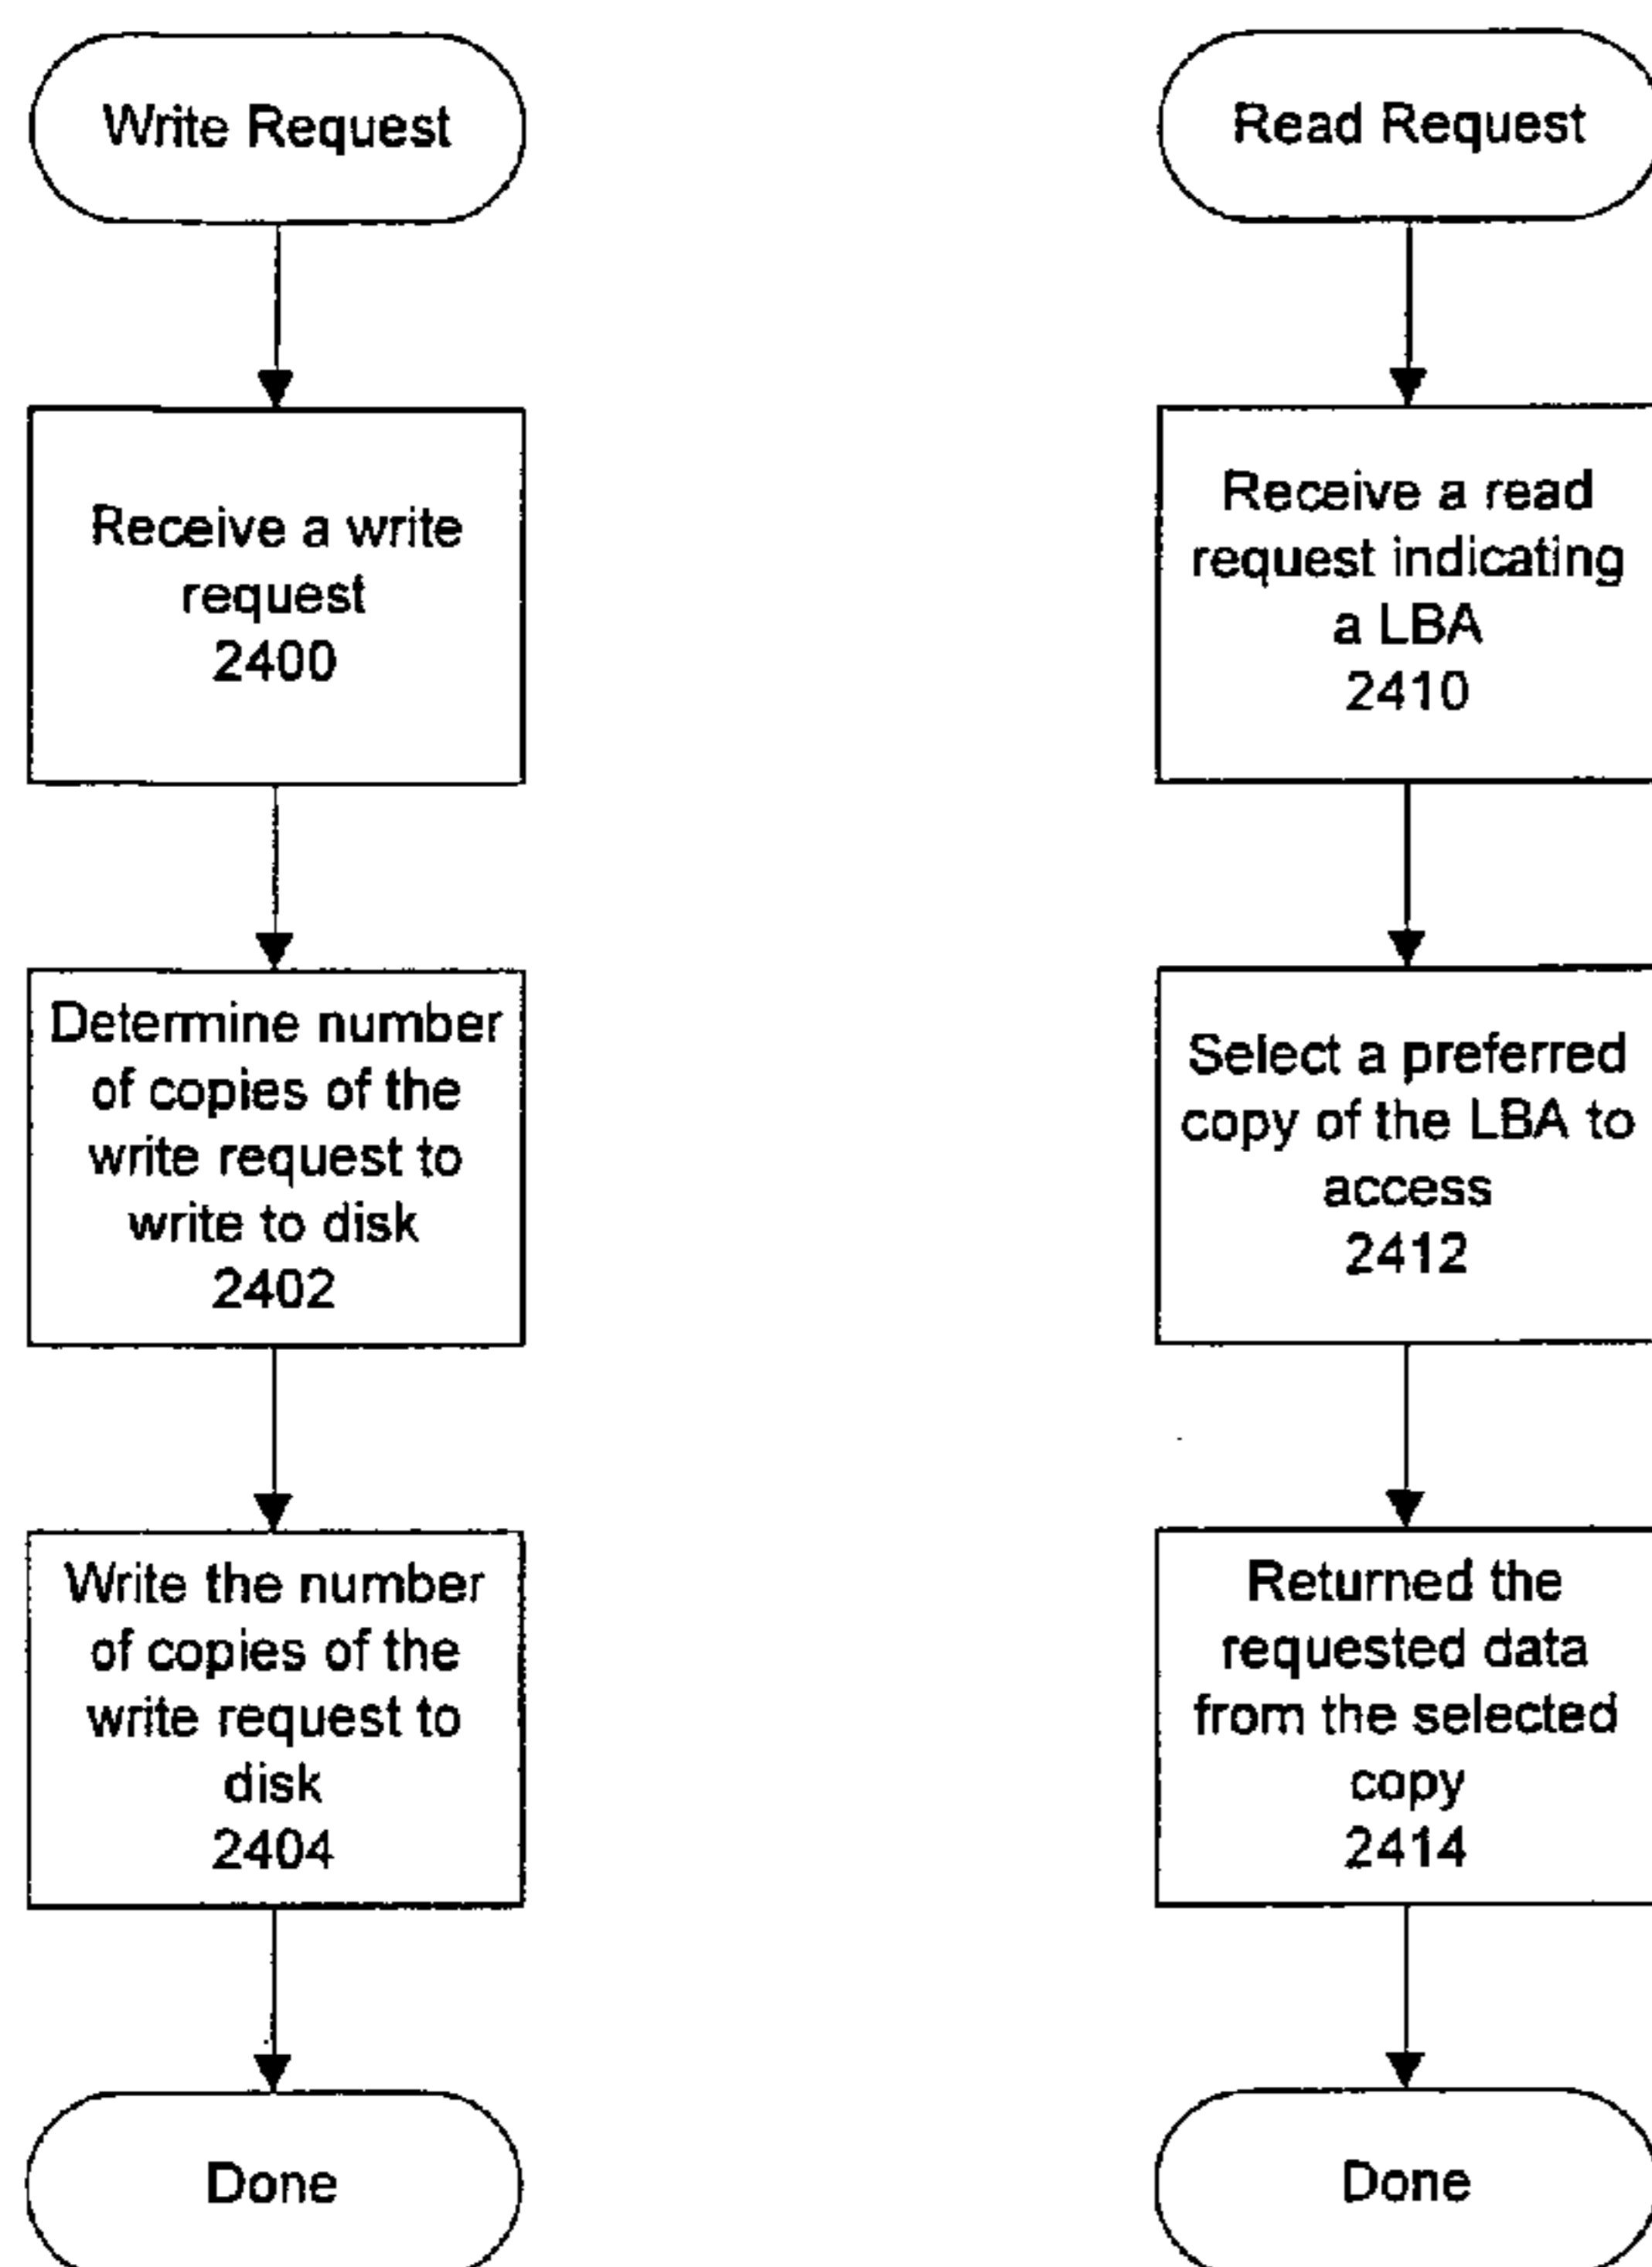 Write Request
Receive a write
request
2400
Determine number
of copies of the
write request to
write to disk
2402
Write the number
of copies of the
write request to
disk
2404
Done
Read Request
Receive a read
request indicating
a LBA
2410
Select a preferred
copy of the LBA to
access
2412
Returned the
requested data
from the selected
copy
2414
Done